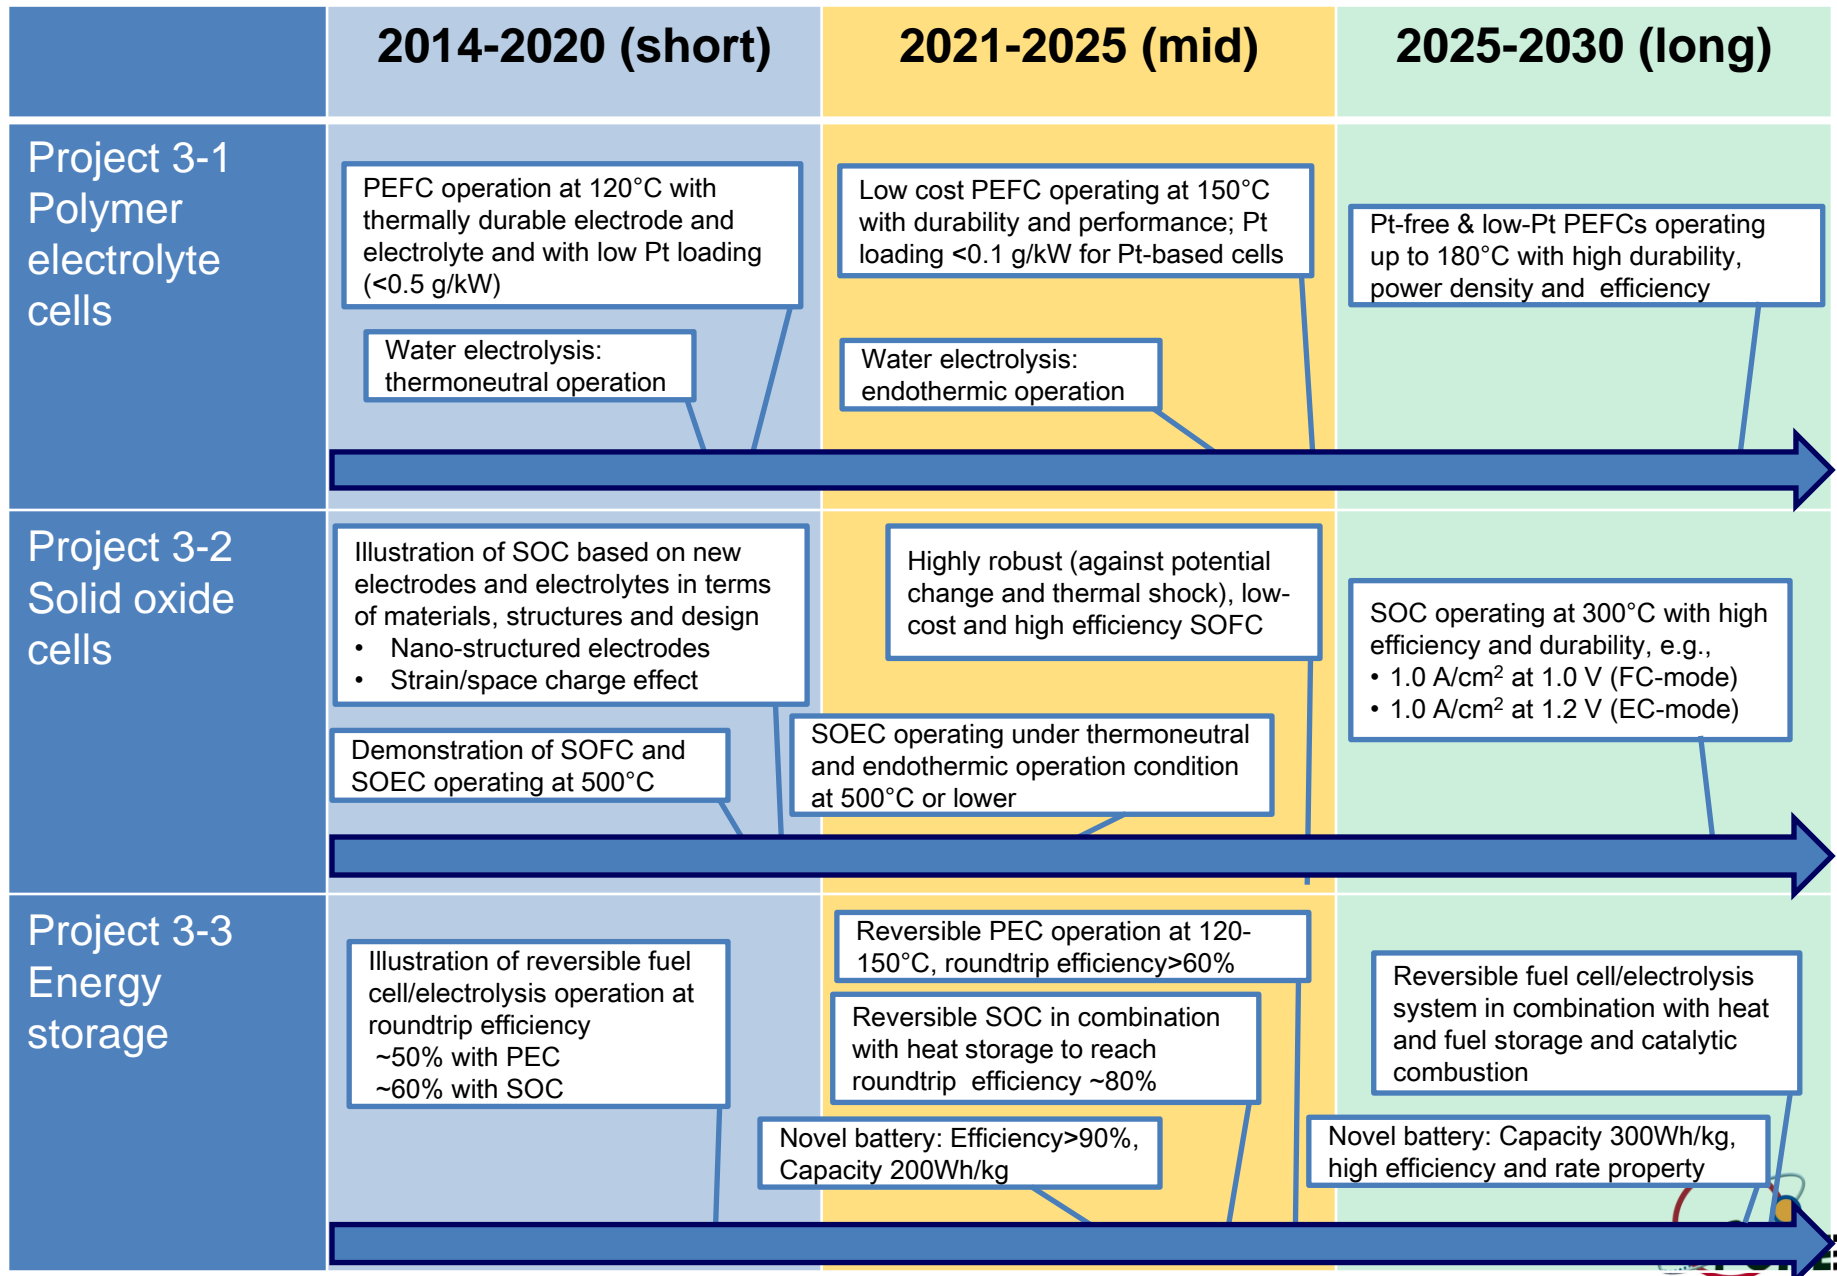 2014-2020 (short)
2021-2025 (mid)
2025-2030 (long)
Project 3-1
Polymer
electrolyte
cells
PEFC operation at 120°C with
thermally durable electrode and
electrolyte and with low Pt loading
(<0.5 g/kW)
Water electrolysis:
thermoneutral operation
Low cost PEFC operating at 150°C
with durability and performance; Pt
loading <0.1 g/kW for Pt-based cells
Water electrolysis:
endothermic operation
Pt-free & low-Pt PEFCs operating
up to 180°C with high durability,
power density and  efficiency
Project 3-2
Solid oxide
cells
Illustration of SOC based on new
electrodes and electrolytes in terms
of materials, structures and design
• Nano-structured electrodes
• Strain/space charge effect
Demonstration of SOFC and
SOEC operating at 500°C
Highly robust (against potential
change and thermal shock), low-
cost and high efficiency SOFC
SOEC operating under thermoneutral
and endothermic operation condition
at 500°C or lower
SOC operating at 300°C with high
efficiency and durability, e.g.,
• 1.0 A/cm² at 1.0 V (FC-mode)
• 1.0 A/cm² at 1.2 V (EC-mode)
Project 3-3
Energy
storage
Illustration of reversible fuel
cell/electrolysis operation at
roundtrip efficiency
~50% with PEC
~60% with SOC
Reversible PEC operation at 120-
150°C, roundtrip efficiency>60%
Reversible SOC in combination
with heat storage to reach
roundtrip  efficiency ~80%
Novel battery: Efficiency>90%,
Capacity 200Wh/kg
Reversible fuel cell/electrolysis
system in combination with heat
and fuel storage and catalytic
combustion
Novel battery: Capacity 300Wh/kg,
high efficiency and rate property